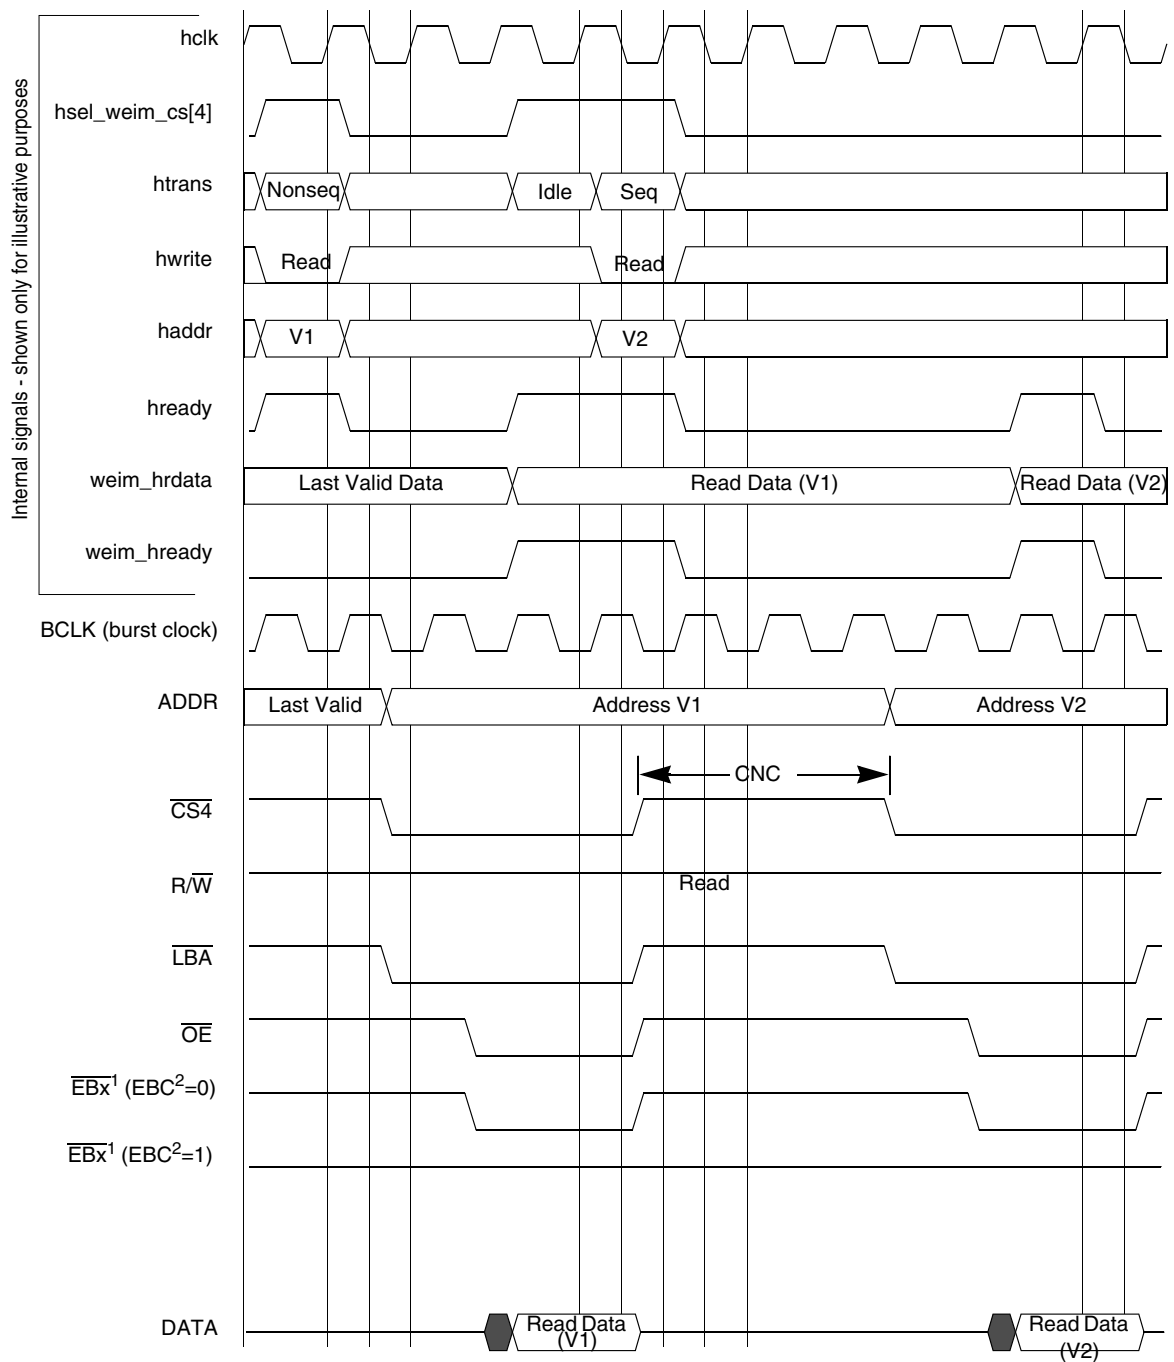 Internal signals - shown only for illustrative purposes
hclk
hsel_weim_cs[4]
htrans Nonseq Idle Seq
hwrite Read Read
haddr V1 V2
hready
weim_hrdata Last Valid Data Read Data (V1) Read Data (V2)
weim_hready
BCLK (burst clock)
ADDR Last Valid Address V1 Address V2
CNC
CS4
R/W Read
LBA
OE
EBx1 (EBC2=0)
EBx1 (EBC2=1)
DATA Read Data (V1) Read Data (V2)